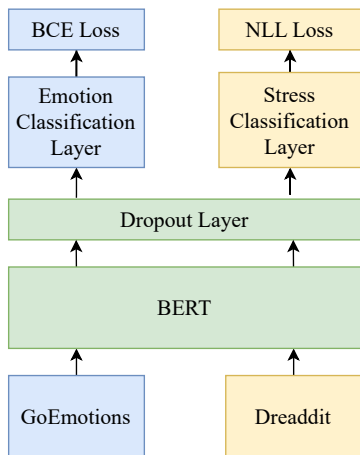 BCE Loss
NLL Loss
Emotion
Classification
Layer
Stress
Classification
Layer
Dropout Layer
BERT
GoEmotions
Dreaddit